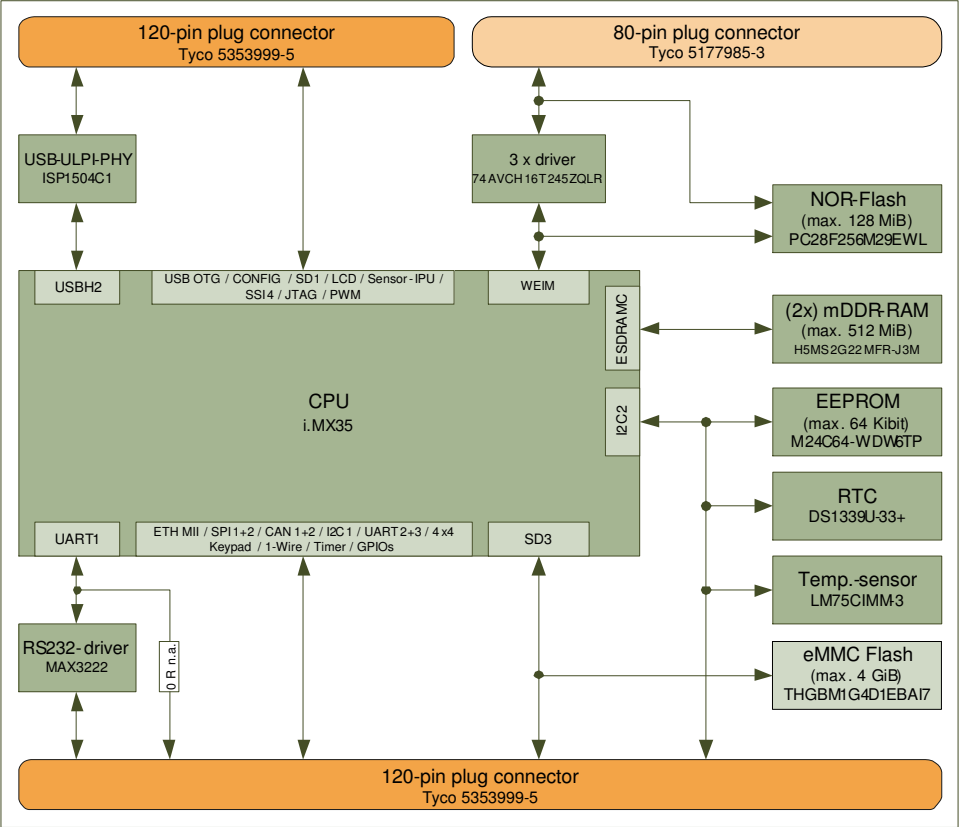 120-pin plug connector
Tyco 5353999-5
80-pin plug connector
Tyco 5177985-3
USB-ULPI-PHY
ISP1504C1
3 x driver
74AVCH16T245ZQLR
NOR-Flash
(max. 128 MiB)
PC28F256M29EWL
USBH2
USB OTG / CONFIG / SD1 / LCD / Sensor-IPU /
SSI4 / JTAG / PWM
WEIM
ESDRAMC
(2x) mDDR-RAM
(max. 512 MiB)
H5MS2G22MFR-J3M
CPU
i.MX35
I2C2
EEPROM
(max. 64 Kibit)
M24C64-WDW6TP
RTC
DS1339U-33+
UART1
ETH MII / SPI1+2 / CAN1+2 / I2C1 / UART2+3 / 4x4
Keypad / 1-Wire / Timer / GPIOs
SD3
Temp.-sensor
LM75CIMM-3
RS232-driver
MAX3222
0 R n.a.
eMMC Flash
(max. 4 GiB)
THGBM1G4D1EBAI7
120-pin plug connector
Tyco 5353999-5